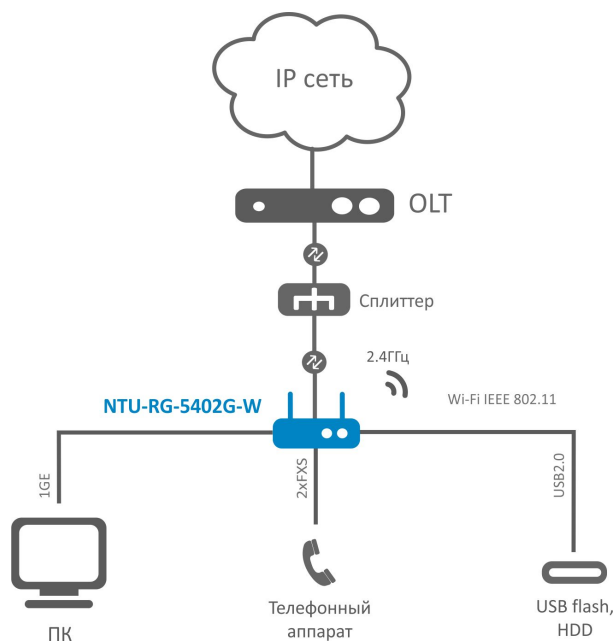 IP сеть
OLT
Сплиттер
2.4ГГц
NTU-RG-5402G-W
Wi-Fi IEEE 802.11
1GE
2xFXS
USB2.0
ПК
Телефонный
аппарат
USB flash,
HDD